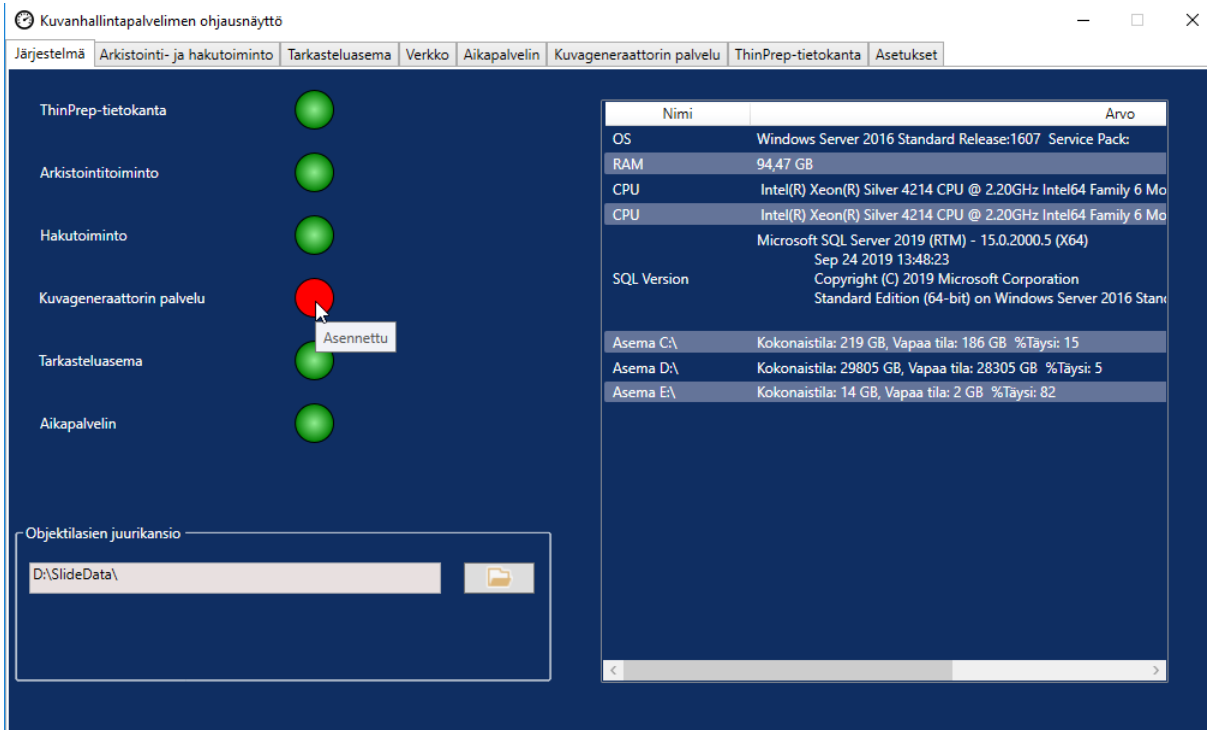 Kuvanhallintapalvelimen ohjausnäyttö
Järjestelmä Arkistointi- ja hakutoiminto Tarkasteluasema Verkko Aikapalvelin Kuvageneraattorin palvelu ThinPrep-tietokanta Asetukset
ThinPrep-tietokanta
Arkistointitoiminto
Hakutoiminto
Kuvageneraattorin palvelu
Asennettu
Tarkasteluasema
Aikapalvelin
Objektilasien juurikansio
D:\SlideData\
Nimi Arvo
OS Windows Server 2016 Standard Release:1607 Service Pack:
RAM 94,47 GB
CPU Intel(R) Xeon(R) Silver 4214 CPU @ 2.20GHz Intel64 Family 6 Mo
CPU Intel(R) Xeon(R) Silver 4214 CPU @ 2.20GHz Intel64 Family 6 Mo
Microsoft SQL Server 2019 (RTM) - 15.0.2000.5 (X64)
Sep 24 2019 13:48:23
SQL Version Copyright (C) 2019 Microsoft Corporation
Standard Edition (64-bit) on Windows Server 2016 Stan
Asema C:\ Kokonaistila: 219 GB, Vapaa tila: 186 GB %Täysi: 15
Asema D:\ Kokonaistila: 29805 GB, Vapaa tila: 28305 GB %Täysi: 5
Asema E:\ Kokonaistila: 14 GB, Vapaa tila: 2 GB %Täysi: 82